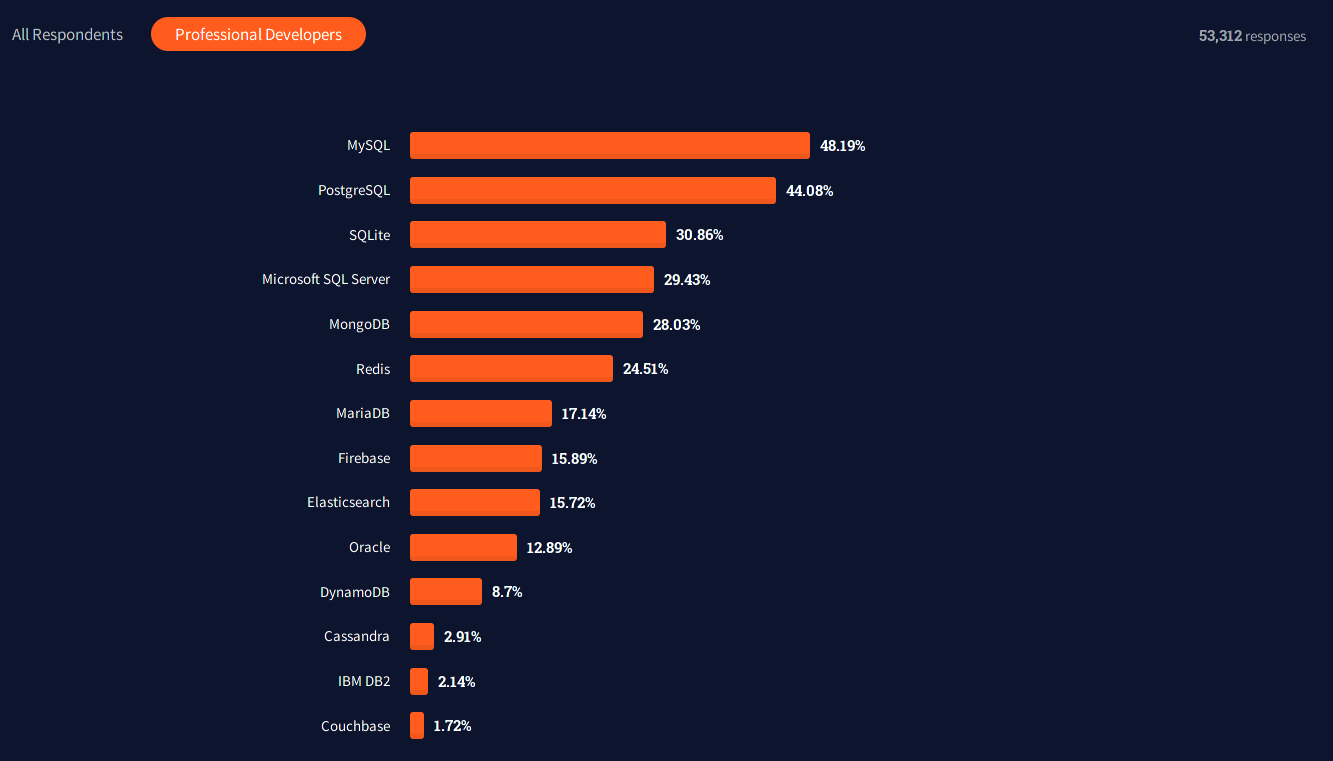 All Respondents Professional Developers 53,312 responses
MySQL 48.19%
PostgreSQL 44.08%
SQLite 30.86%
Microsoft SQL Server 29.43%
MongoDB 28.03%
Redis 24.51%
MariaDB 17.14%
Firebase 15.89%
Elasticsearch 15.72%
Oracle 12.89%
DynamoDB 8.7%
Cassandra 2.91%
IBM DB2 2.14%
Couchbase 1.72%